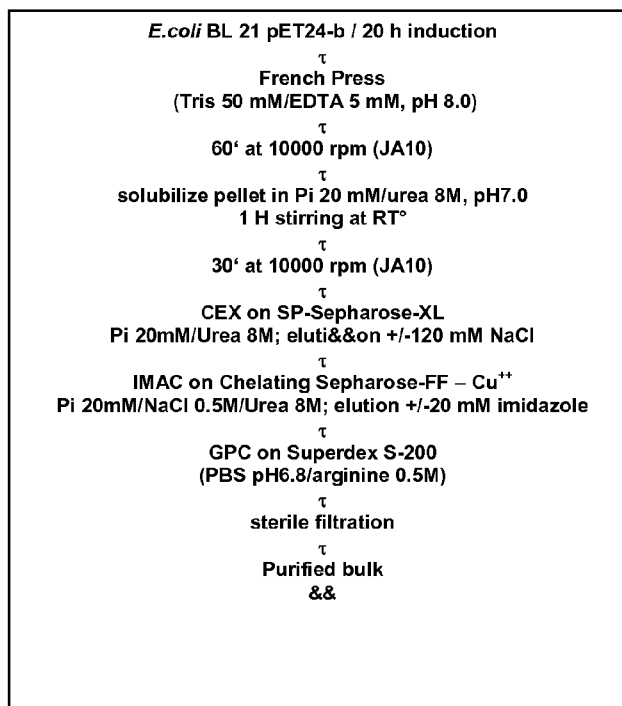 E.coli BL 21 pET24-b / 20 h induction
τ
French Press
(Tris 50 mM/EDTA 5 mM, pH 8.0)
τ
60‘ at 10000 rpm (JA10)
τ
solubilize pellet in Pi 20 mM/urea 8M, pH7.0
1 H stirring at RT°
τ
30‘ at 10000 rpm (JA10)
τ
CEX on SP-Sepharose-XL
Pi 20mM/Urea 8M; eluti&&on +/-120 mM NaCl
τ
IMAC on Chelating Sepharose-FF – Cu⁺⁺
Pi 20mM/NaCl 0.5M/Urea 8M; elution +/-20 mM imidazole
τ
GPC on Superdex S-200
(PBS pH6.8/arginine 0.5M)
τ
sterile filtration
τ
Purified bulk
&&